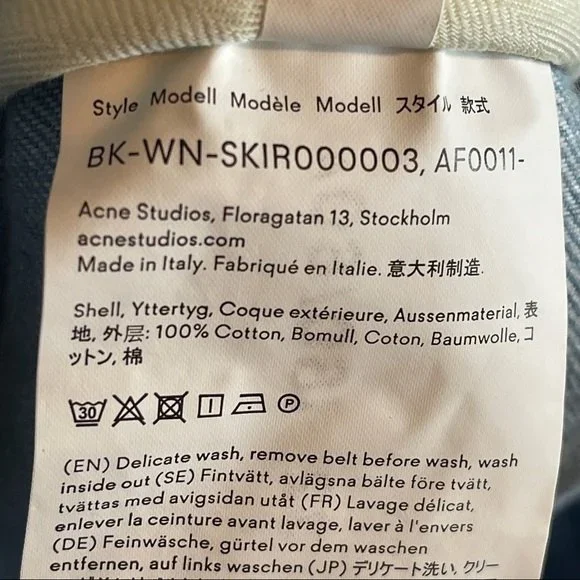 Style Modell Modèle Modell スタイル 款式
BK-WN-SKIR000003, AF0011-
Acne Studios, Floragatan 13, Stockholm
acnestudios.com
Made in Italy. Fabriqué en Italie. 意大利制造.
Shell, Yttertyg, Coque extérieure, Aussenmaterial, 表
地, 外层: 100% Cotton, Bomull, Coton, Baumwolle, コ
ットン, 棉
30 P
(EN) Delicate wash, remove belt before wash, wash
inside out (SE) Fintvätt, avlägsna bälte före tvätt,
tvättas med avigsidan utåt (FR) Lavage délicat,
enlever la ceinture avant lavage, laver à l'envers
(DE) Feinwäsche, gürtel vor dem waschen
entfernen, auf links waschen (JP) デリケート洗い, クリー